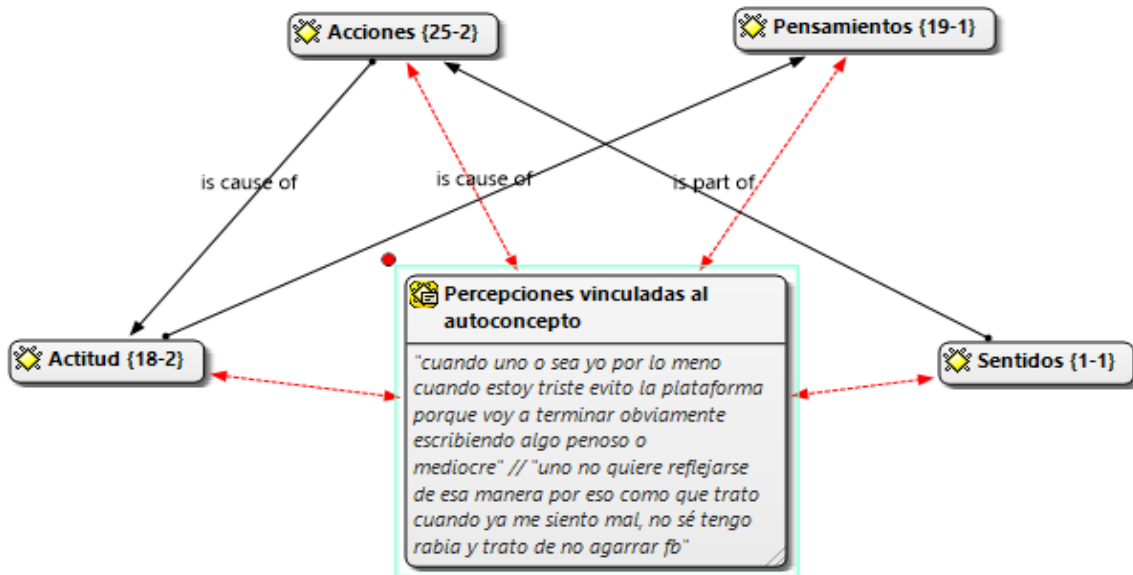 Acciones {25-2}
Pensamientos {19-1}
is cause of
is cause of
is part of
Percepciones vinculadas al
autoconcepto
Actitud {18-2}
Sentidos {1-1}
"cuando uno o sea yo por lo meno
cuando estoy triste evito la plataforma
porque voy a terminar obviamente
escribiendo algo penoso o
mediocre" // "uno no quiere reflejarse
de esa manera por eso como que trato
cuando ya me siento mal, no sé tengo
rabia y trato de no agarrar fb"